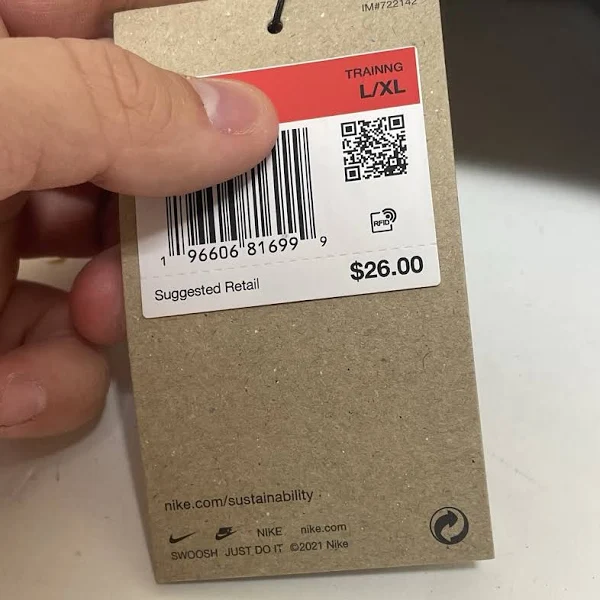 IM#722142
TRAINNG
L/XL
RFID
1 96606 81699 9
Suggested Retail
$26.00
nike.com/sustainability
NIKE nike.com
SWOOSH JUST DO IT ©2021 Nike